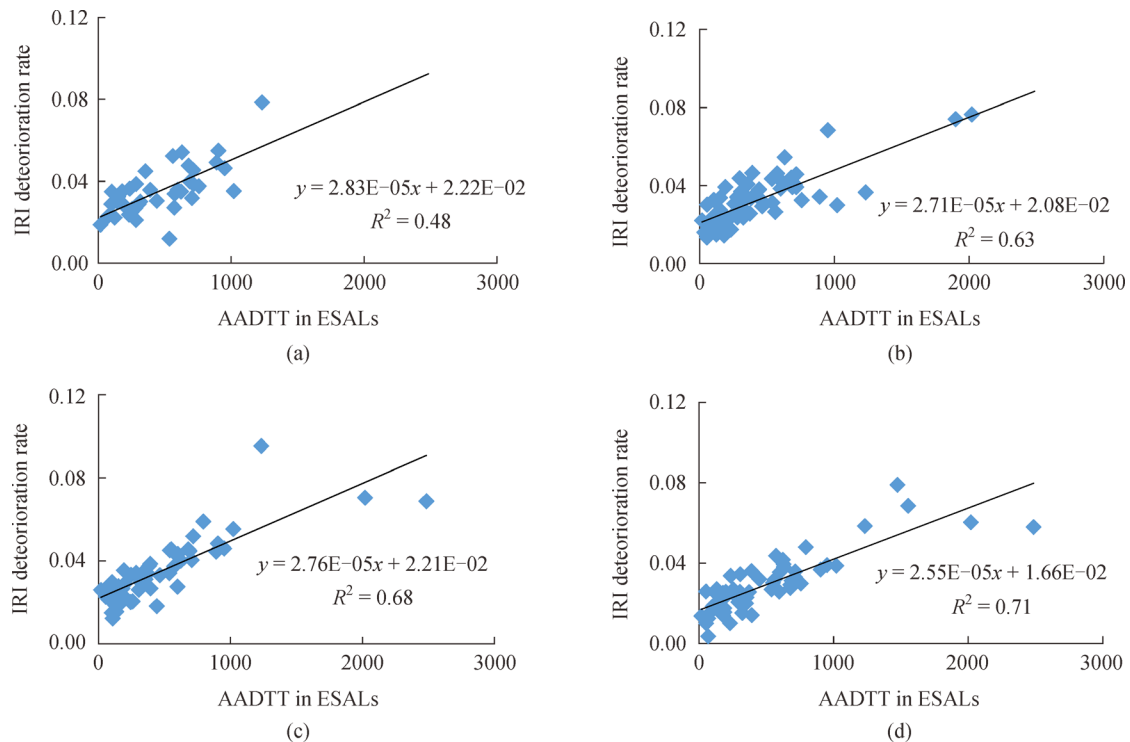 IRI deteorioration rate
0.12
0.08
0.04
0.00
y = 2.83E−05x + 2.22E−02
R² = 0.48
0
1000
2000
3000
AADTT in ESALs
(a)
IRI deteorioration rate
0.12
0.08
0.04
0.00
y = 2.71E−05x + 2.08E−02
R² = 0.63
0
1000
2000
3000
AADTT in ESALs
(b)
IRI deteorioration rate
0.12
0.08
0.04
0.00
y = 2.76E−05x + 2.21E−02
R² = 0.68
0
1000
2000
3000
AADTT in ESALs
(c)
IRI deteorioration rate
0.12
0.08
0.04
0.00
y = 2.55E−05x + 1.66E−02
R² = 0.71
0
1000
2000
3000
AADTT in ESALs
(d)